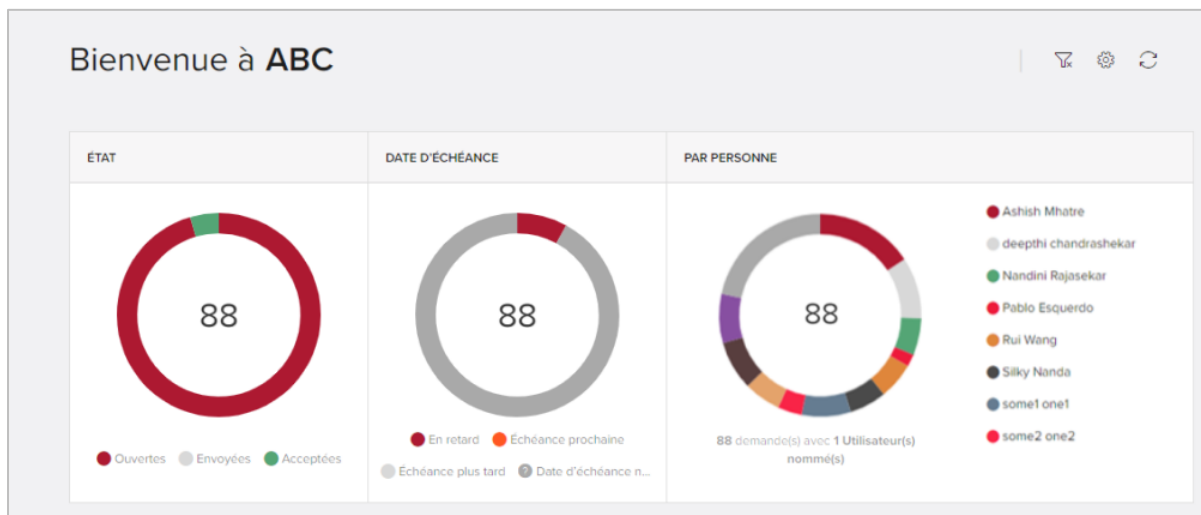 Bienvenue à ABC
ÉTAT
DATE D'ÉCHÉANCE
PAR PERSONNE
88
Ouvertes Envoyées Acceptées
88
En retard Échéance prochaine
Échéance plus tard ? Date d'échéance n...
88
88 demande(s) avec 1 Utilisateur(s)
nommé(s)
Ashish Mhatre
deepthi chandrashekar
Nandini Rajasekar
Pablo Esquerdo
Rui Wang
Silky Nanda
some1 one1
some2 one2